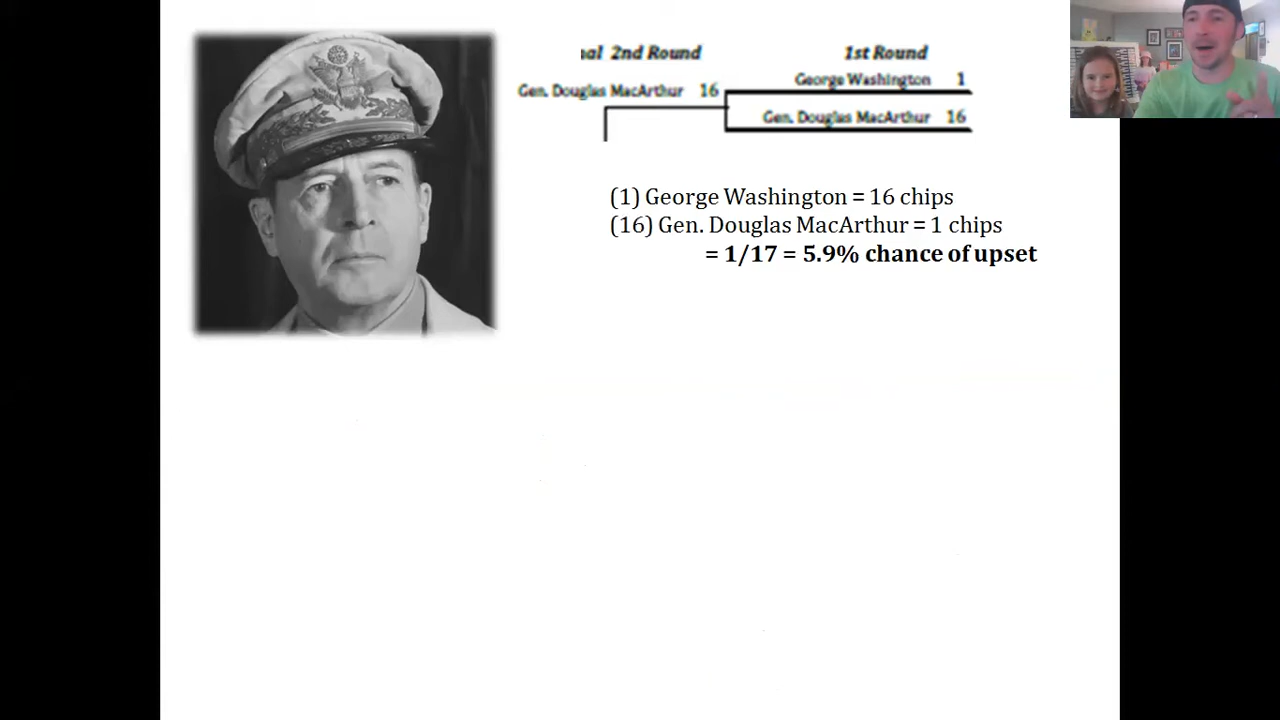 nal 2nd Round
1st Round
Gen. Douglas MacArthur 16
George Washington 1
Gen. Douglas MacArthur 16
(1) George Washington = 16 chips
(16) Gen. Douglas MacArthur = 1 chips
= 1/17 = 5.9% chance of upset